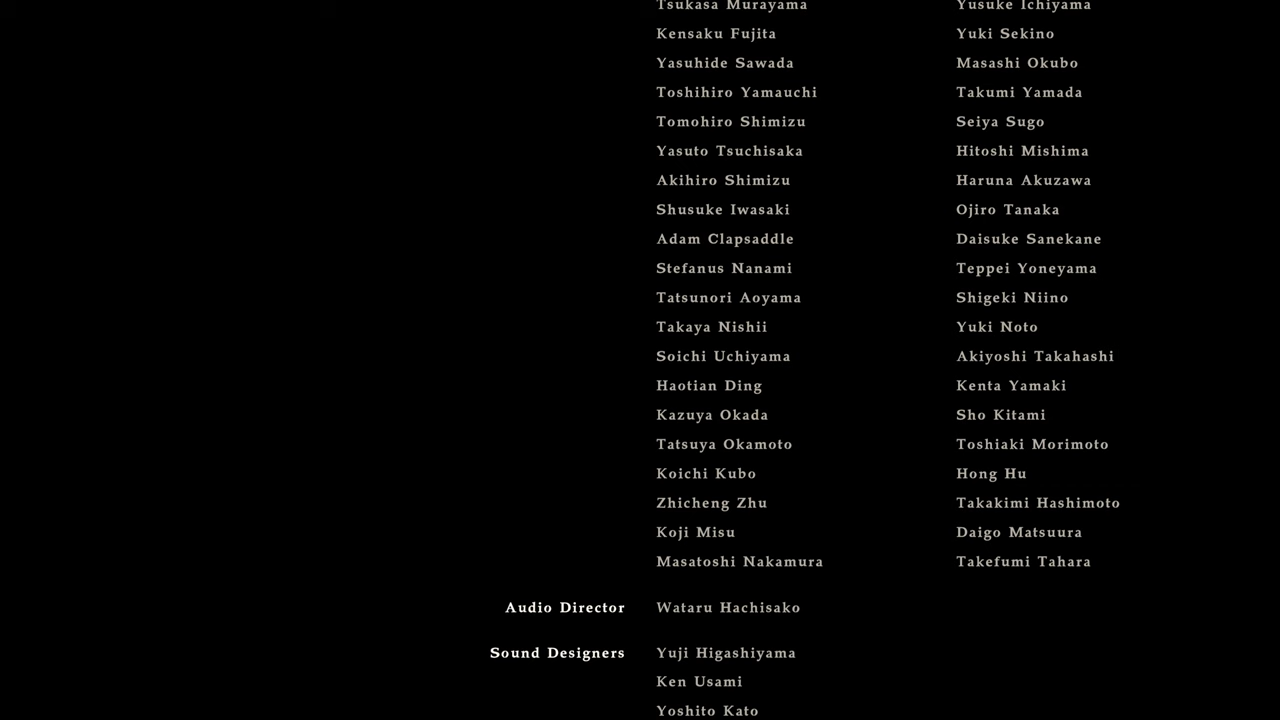 Tsukasa Murayama Yusuke Ichiyama
Kensaku Fujita Yuki Sekino
Yasuhide Sawada Masashi Okubo
Toshihiro Yamauchi Takumi Yamada
Tomohiro Shimizu Seiya Sugo
Yasuto Tsuchisaka Hitoshi Mishima
Akihiro Shimizu Haruna Akuzawa
Shusuke Iwasaki Ojiro Tanaka
Adam Clapsaddle Daisuke Sanekane
Stefanus Nanami Teppei Yoneyama
Tatsunori Aoyama Shigeki Niino
Takaya Nishii Yuki Noto
Soichi Uchiyama Akiyoshi Takahashi
Haotian Ding Kenta Yamaki
Kazuya Okada Sho Kitami
Tatsuya Okamoto Toshiaki Morimoto
Koichi Kubo Hong Hu
Zhicheng Zhu Takakimi Hashimoto
Koji Misu Daigo Matsuura
Masatoshi Nakamura Takefumi Tahara
Audio Director Wataru Hachisako
Sound Designers Yuji Higashiyama
Ken Usami
Yoshito Kato